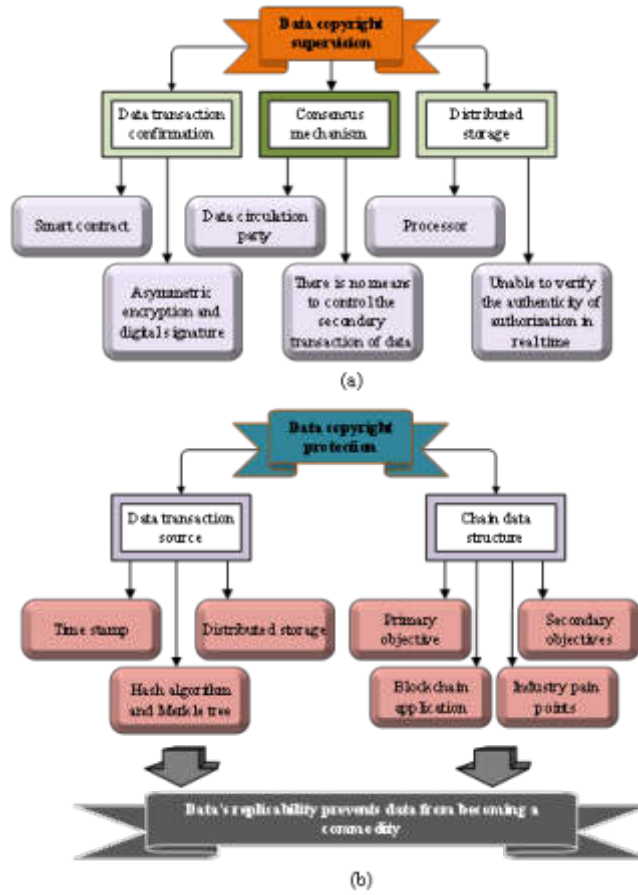 Data copyright
supervision
Data transaction
confirmation
Consensus
mechanism
Distributed
storage
Smart contract
Data circulation
party
Processor
Asymmetric
encryption and
digital signature
There is no means
to control the
secondary
transaction of data
Unable to verify
the authenticity of
authorization in
real time
(a)
Data copyright
protection
Data transaction
source
Chain data
structure
Time stamp
Distributed storage
Primary
objective
Secondary
objectives
Hash algorithm
and Merkle tree
Blockchain
application
Industry pain
points
Data's replicability prevents data from becoming a
commodity
(b)